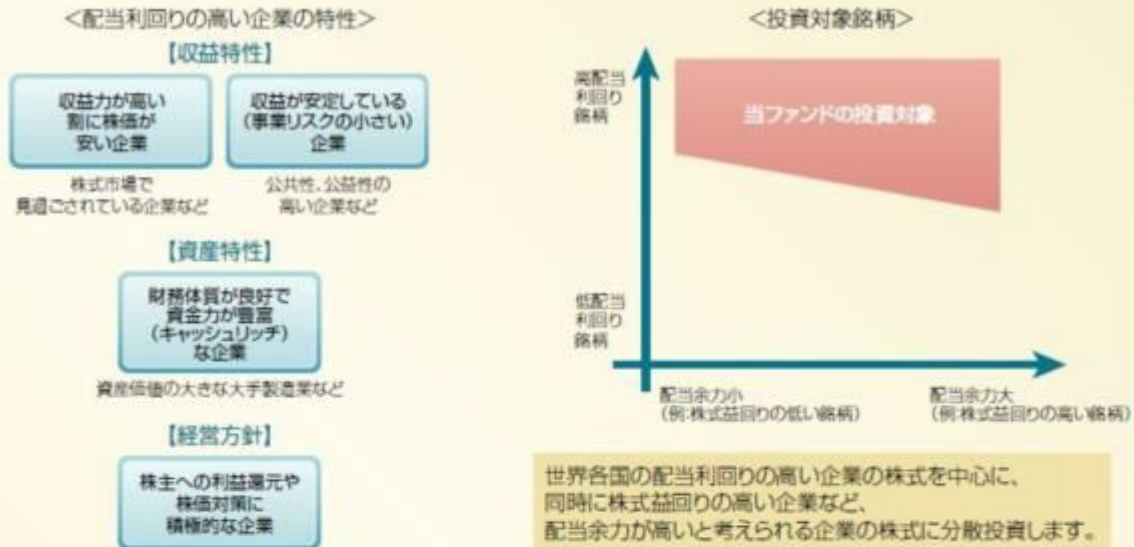 <配当利回りの高い企業の特性>
【収益特性】
収益力が高い
割に株価が
安い企業
株式市場で
見過ごされている企業など
収益が安定している
(事業リスクの小さい)
企業
公共性、公益性の
高い企業など
【資産特性】
財務体質が良好で
資金力が豊富
(キャッシュリッチ)
な企業
資産価値の大きな大手製造業など
【経営方針】
株主への利益還元や
株価対策に
積極的な企業
<投資対象銘柄>
高配当
利回り
銘柄
当ファンドの投資対象
低配当
利回り
銘柄
配当余力小
(例:株式益回りの低い銘柄)
配当余力大
(例:株式益回りの高い銘柄)
世界各国の配当利回りの高い企業の株式を中心に、
同時に株式益回りの高い企業など、
配当余力が高いと考えられる企業の株式に分散投資します。